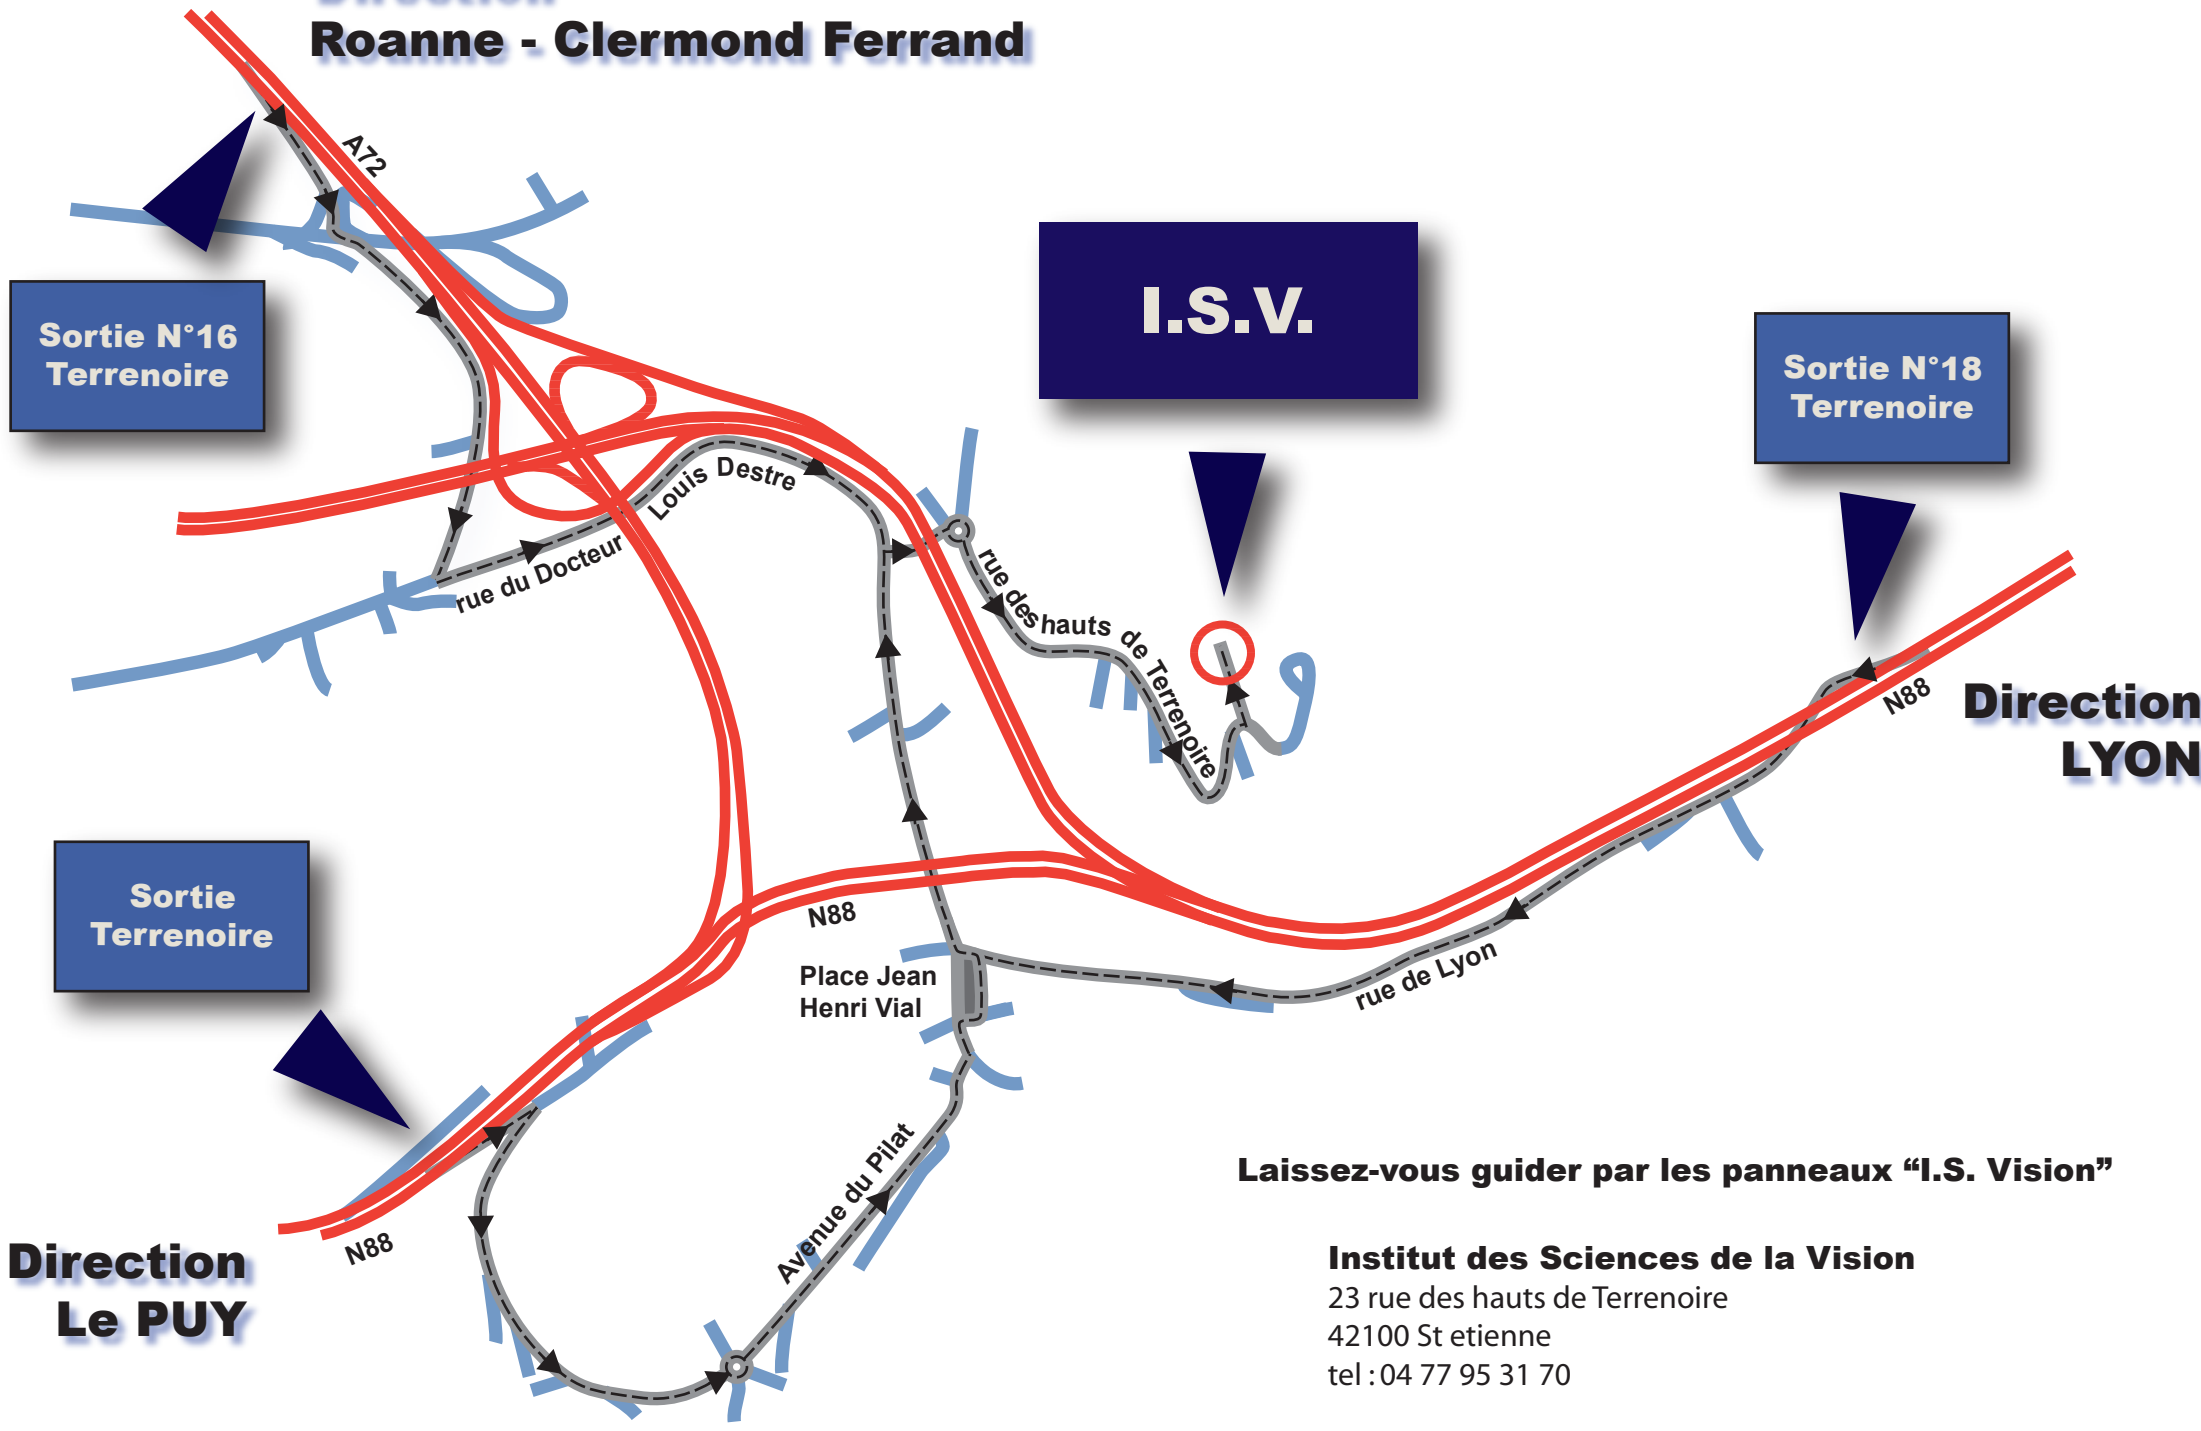 Direction
Roanne - Clermond Ferrand
A72
Sortie N°16
Terrenoire
I.S.V.
Sortie N°18
Terrenoire
rue du Docteur Louis Destre
rue des hauts de Terrenoire
N88
Direction
LYON
Sortie
Terrenoire
N88
Place Jean
Henri Vial
rue de Lyon
Avenue du Pilat
N88
Direction
Le PUY
Laissez-vous guider par les panneaux “I.S. Vision”
Institut des Sciences de la Vision
23 rue des hauts de Terrenoire
42100 St etienne
tel : 04 77 95 31 70